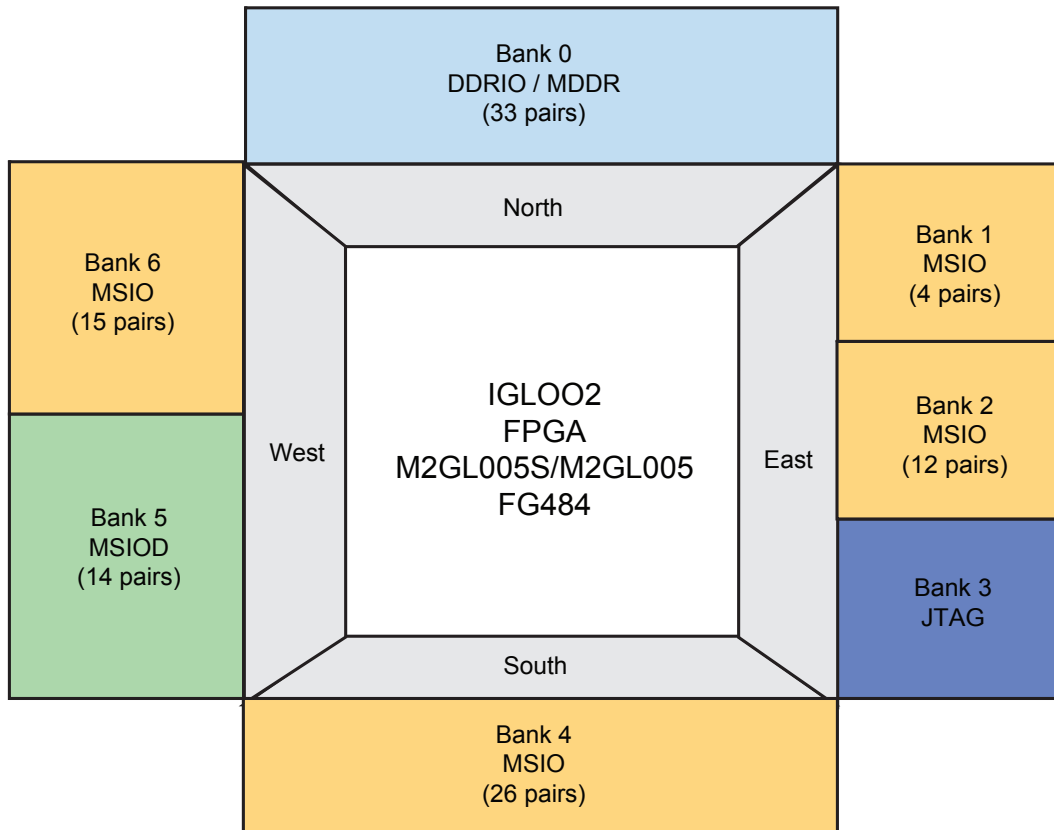 Bank 0
DDRIO / MDDR
(33 pairs)
North
Bank 6
MSIO
(15 pairs)
Bank 1
MSIO
(4 pairs)
IGLOO2
FPGA
M2GL005S/M2GL005
FG484
West
East
Bank 2
MSIO
(12 pairs)
Bank 5
MSIOD
(14 pairs)
Bank 3
JTAG
South
Bank 4
MSIO
(26 pairs)